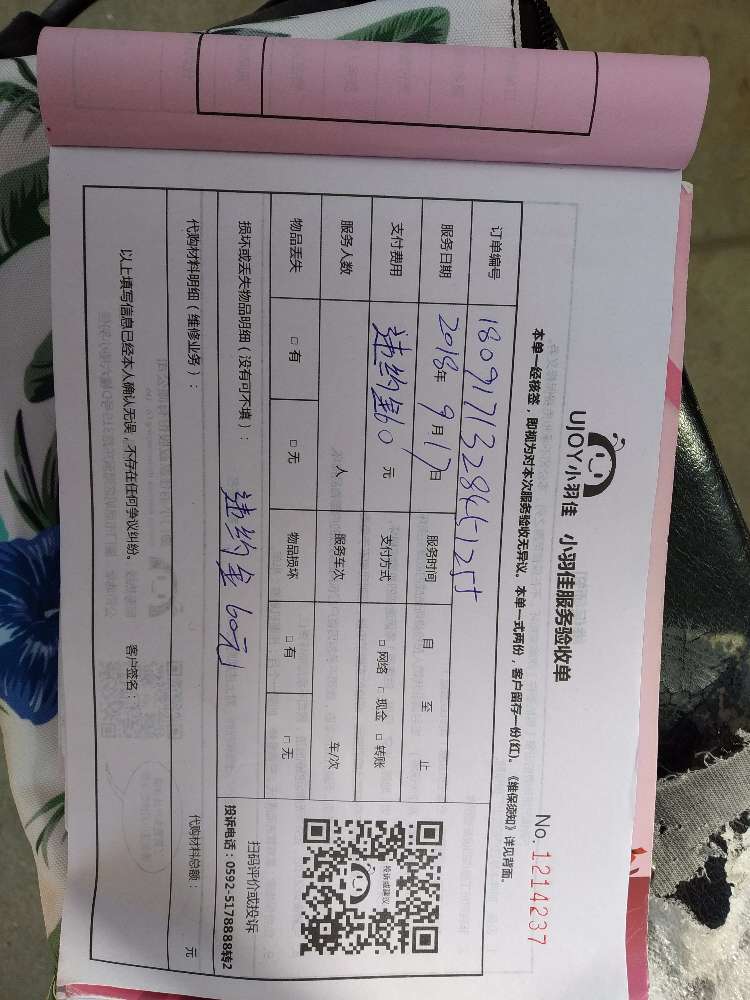 UJOY小羽佳 小羽佳服务验收单
No. 1214237
本单一经核签，即视为对本次服务验收无异议。本单一式两份，客户留存一份(红)。《维保须知》详见背面。
订单编号 180917132845125
服务日期 2018年 9月17日 服务时间 自 至 止
支付费用 违约金60 元 支付方式 □ 网络 □ 现金 □ 转账
服务人数 人 服务车次 车/次
物品丢失 □ 有 □ 无 物品损坏 □ 有 □ 无
投诉或建议
扫码评价或投诉
投诉电话：0592-5178888转2
损坏或丢失物品明细（没有可不填）：
违约金60元
代购材料明细（维修业务）： 代购材料总额： 元
以上填写信息已经本人确认无误，不存在任何争议纠纷。 客户签名：